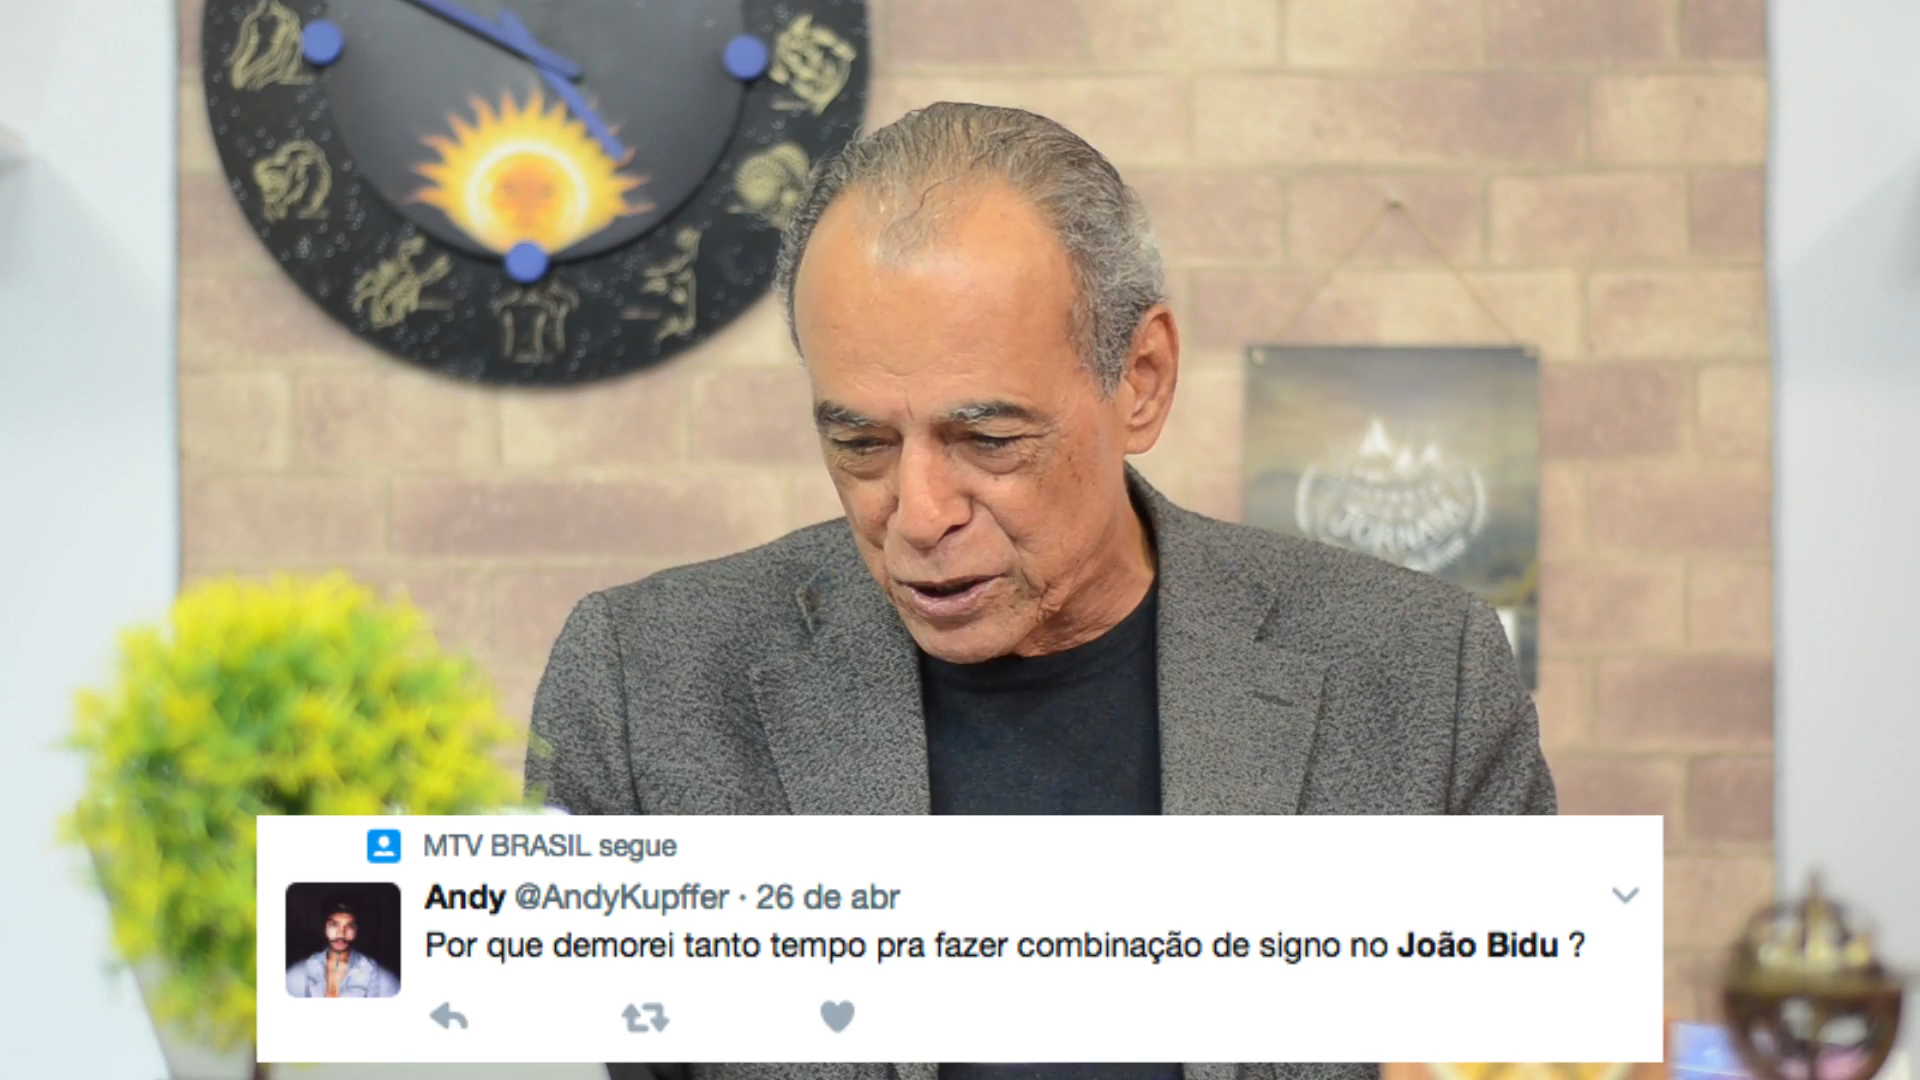 JORNADA
MTV BRASIL segue
Andy @AndyKupffer · 26 de abr
Por que demorei tanto tempo pra fazer combinação de signo no João Bidu ?